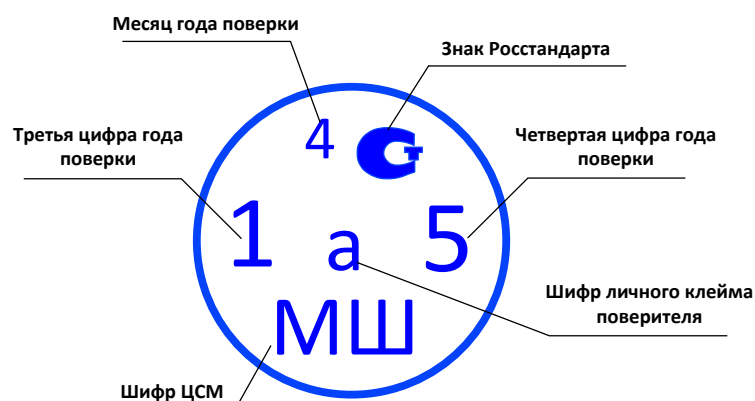 Месяц года поверки
Знак Росстандарта
4
Третья цифра года
поверки
Четвертая цифра года
поверки
1
а
5
Шифр личного клейма
поверителя
МШ
Шифр ЦСМ